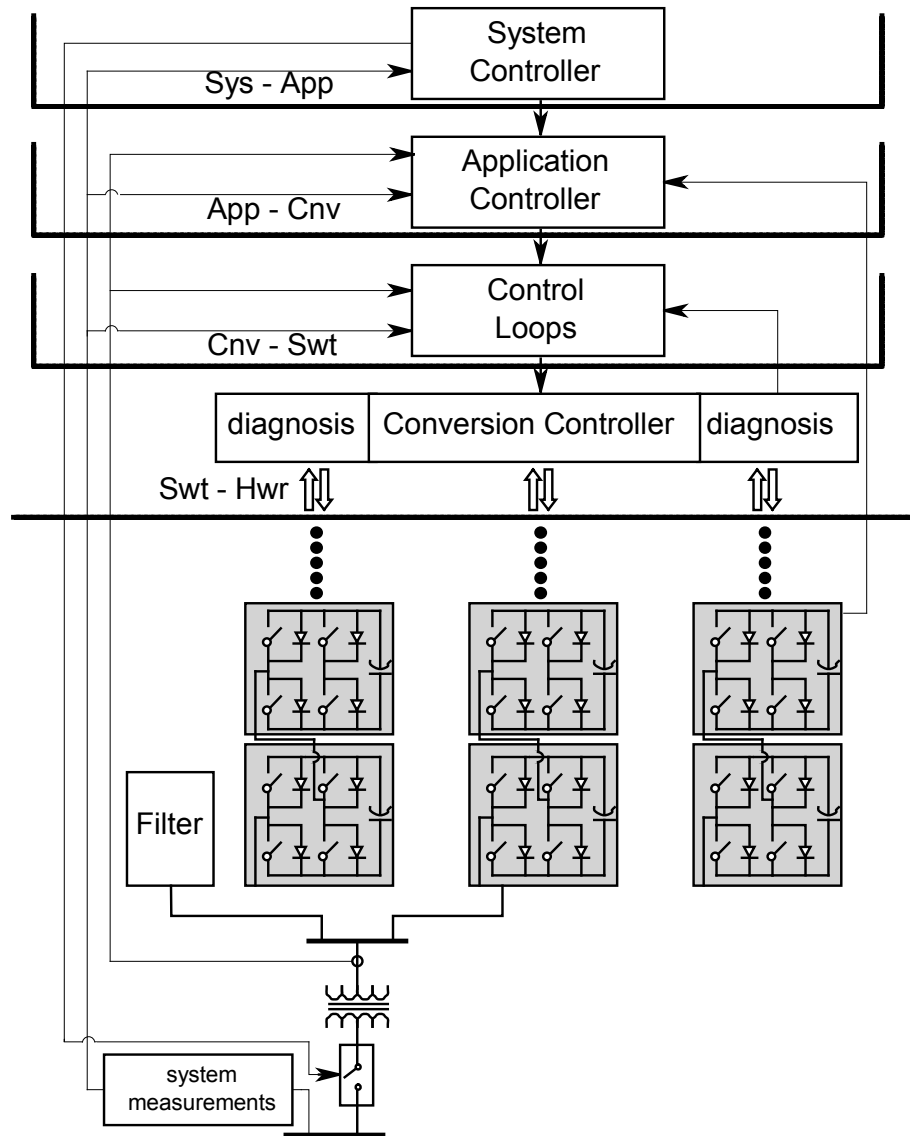 System
Controller
Sys - App
Application
Controller
App - Cnv
Control
Loops
Cnv - Swt
diagnosis
Conversion Controller
diagnosis
Swt - Hwr
Filter
system
measurements